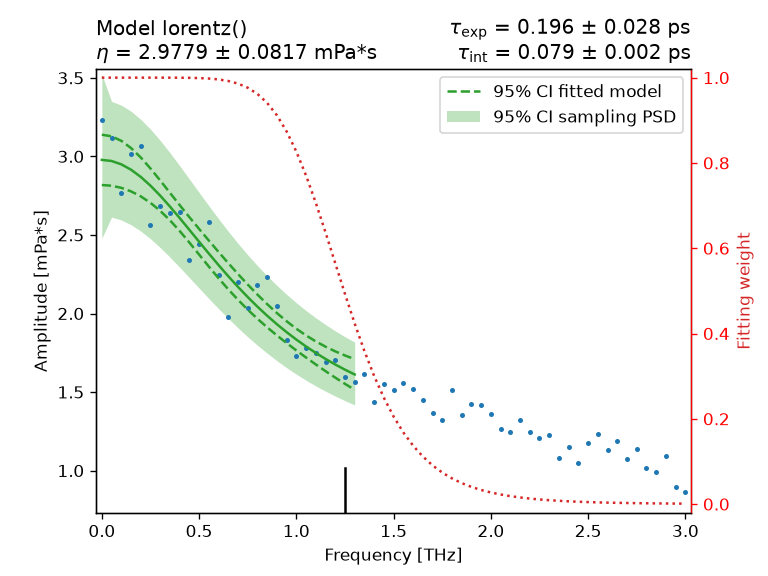 Model lorentz()
η = 2.9779 ± 0.0817 mPa*s
τexp = 0.196 ± 0.028 ps
τint = 0.079 ± 0.002 ps
95% CI fitted model
95% CI sampling PSD
Amplitude [mPa*s]
3.5
3.0
2.5
2.0
1.5
1.0
Fitting weight
1.0
0.8
0.6
0.4
0.2
0.0
0.0 0.5 1.0 1.5 2.0 2.5 3.0
Frequency [THz]